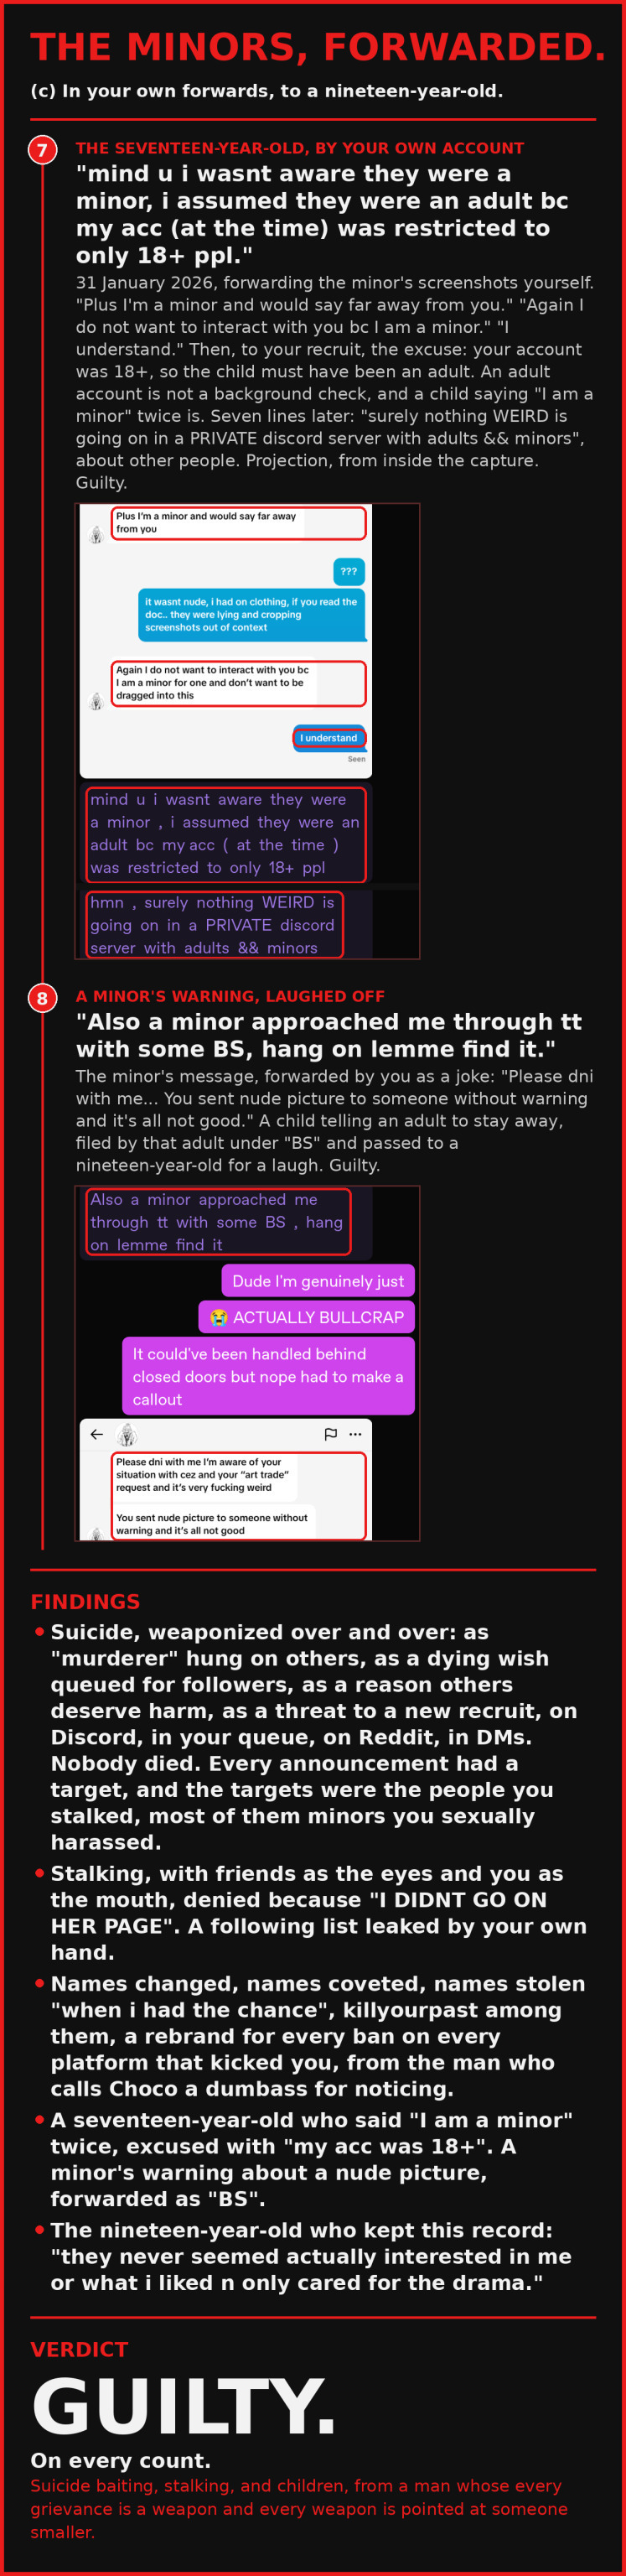 THE MINORS, FORWARDED.
(c) In your own forwards, to a nineteen-year-old.
7
THE SEVENTEEN-YEAR-OLD, BY YOUR OWN ACCOUNT
"mind u i wasnt aware they were a
minor, i assumed they were an adult bc
my acc (at the time) was restricted to
only 18+ ppl."
31 January 2026, forwarding the minor's screenshots yourself.
"Plus I'm a minor and would say far away from you." "Again I
do not want to interact with you bc I am a minor." "I
understand." Then, to your recruit, the excuse: your account
was 18+, so the child must have been an adult. An adult
account is not a background check, and a child saying "I am a
minor" twice is. Seven lines later: "surely nothing WEIRD is
going on in a PRIVATE discord server with adults && minors",
about other people. Projection, from inside the capture.
Guilty.
Plus I'm a minor and would say far away
from you
???
it wasnt nude, i had on clothing, if you read the
doc.. they were lying and cropping
screenshots out of context
Again I do not want to interact with you bc
I am a minor for one and don't want to be
dragged into this
I understand
Seen
mind u i wasnt aware they were
a minor , i assumed they were an
adult bc my acc ( at the time )
was restricted to only 18+ ppl
hmn , surely nothing WEIRD is
going on in a PRIVATE discord
server with adults && minors
8
A MINOR'S WARNING, LAUGHED OFF
"Also a minor approached me through tt
with some BS, hang on lemme find it."
The minor's message, forwarded by you as a joke: "Please dni
with me... You sent nude picture to someone without warning
and it's all not good." A child telling an adult to stay away,
filed by that adult under "BS" and passed to a
nineteen-year-old for a laugh. Guilty.
Also a minor approached me
through tt with some BS , hang
on lemme find it
Dude I'm genuinely just
😭 ACTUALLY BULLCRAP
It could've been handled behind
closed doors but nope had to make a
callout
Please dni with me I'm aware of your
situation with cez and your “art trade”
request and it's very fucking weird
You sent nude picture to someone without
warning and it's all not good
FINDINGS
Suicide, weaponized over and over: as
"murderer" hung on others, as a dying wish
queued for followers, as a reason others
deserve harm, as a threat to a new recruit, on
Discord, in your queue, on Reddit, in DMs.
Nobody died. Every announcement had a
target, and the targets were the people you
stalked, most of them minors you sexually
harassed.
Stalking, with friends as the eyes and you as
the mouth, denied because "I DIDNT GO ON
HER PAGE". A following list leaked by your own
hand.
Names changed, names coveted, names stolen
"when i had the chance", killyourpast among
them, a rebrand for every ban on every
platform that kicked you, from the man who
calls Choco a dumbass for noticing.
A seventeen-year-old who said "I am a minor"
twice, excused with "my acc was 18+". A
minor's warning about a nude picture,
forwarded as "BS".
The nineteen-year-old who kept this record:
"they never seemed actually interested in me
or what i liked n only cared for the drama."
VERDICT
GUILTY.
On every count.
Suicide baiting, stalking, and children, from a man whose every
grievance is a weapon and every weapon is pointed at someone
smaller.